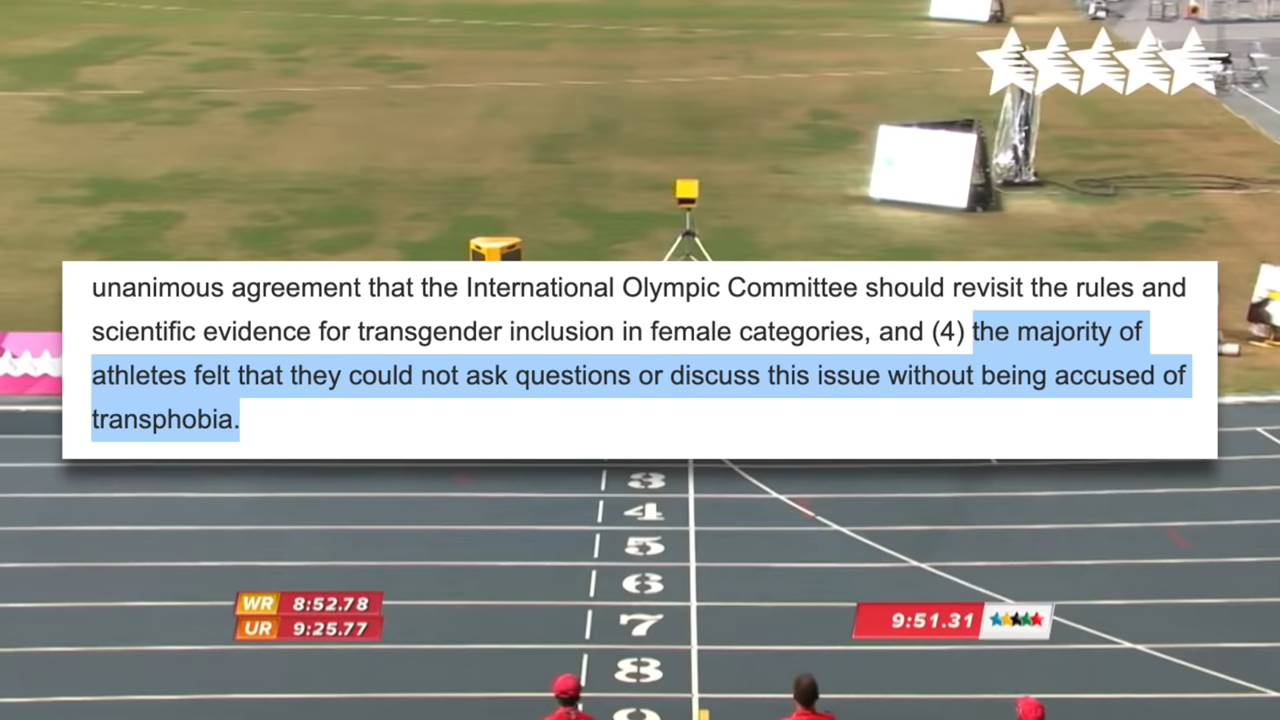 unanimous agreement that the International Olympic Committee should revisit the rules and
scientific evidence for transgender inclusion in female categories, and (4) the majority of
athletes felt that they could not ask questions or discuss this issue without being accused of
transphobia.
3
4
5
6
WR 8:52.78
9:51.31
UR 9:25.77
7
8
9